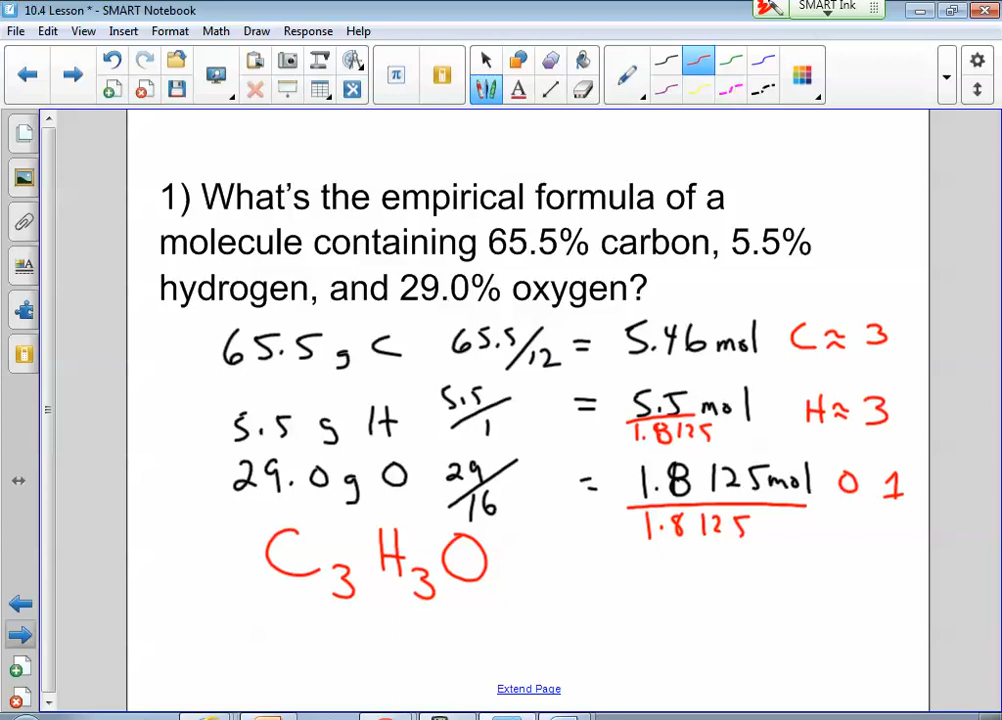 10.4 Lesson * - SMART Notebook
SMART Ink
File Edit View Insert Format Math Draw Response Help
1) What's the empirical formula of a
molecule containing 65.5% carbon, 5.5%
hydrogen, and 29.0% oxygen?
65.5 g C 65.5/12 = 5.46 mol C ≈ 3
5.5 g H 5.5/1 = 5.5 mol H ≈ 3
1.8125
29.0 g O 29/16 = 1.8125 mol O 1
1.8125
C3H3O
Extend Page